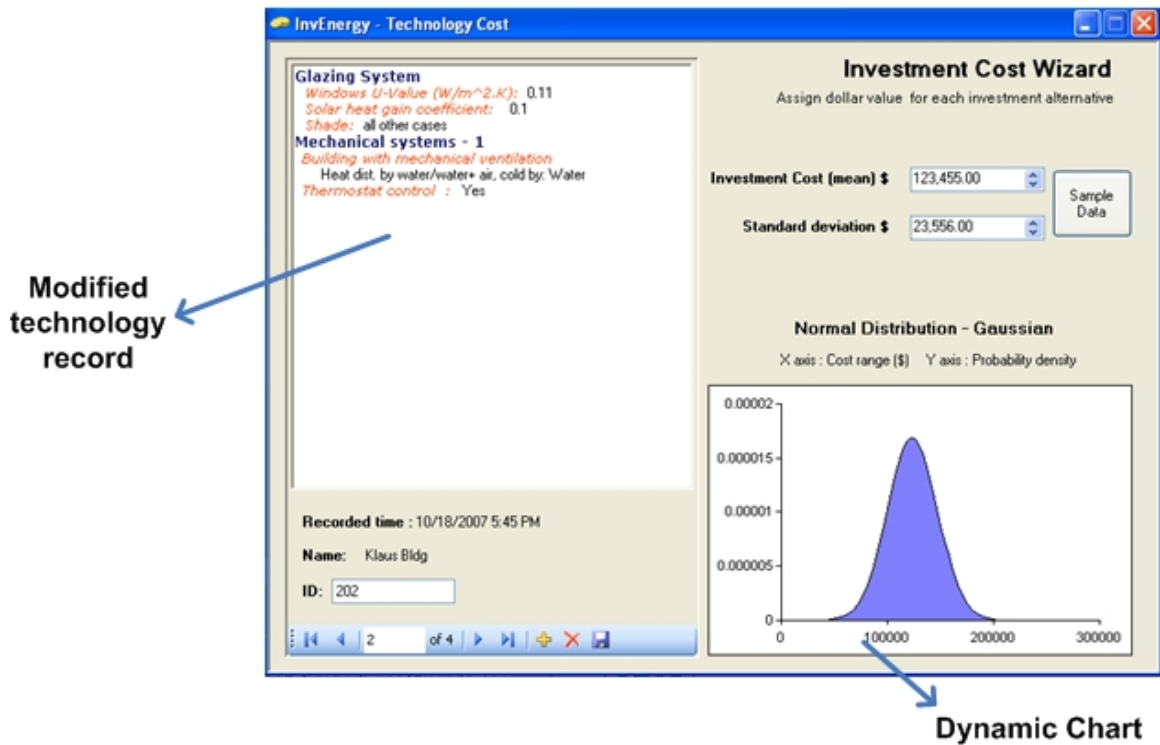 InvEnergy - Technology Cost
Glazing System
Windows U-Value (W/m^2.K): 0.11
Solar heat gain coefficient: 0.1
Shade: all other cases
Mechanical systems - 1
Building with mechanical ventilation
Heat dist. by water/water+ air, cold by: Water
Thermostat control : Yes
Recorded time : 10/18/2007 5:45 PM
Name: Klaus Bldg
ID: 202
2 of 4
Investment Cost Wizard
Assign dollar value for each investment alternative
Investment Cost (mean) $ 123,455.00
Standard deviation $ 23,556.00
Sample
Data
Normal Distribution - Gaussian
X axis : Cost range ($) Y axis : Probability density
0.00002
0.000015
0.00001
0.000005
0
0 100000 200000 300000
Modified
technology
record
Dynamic Chart